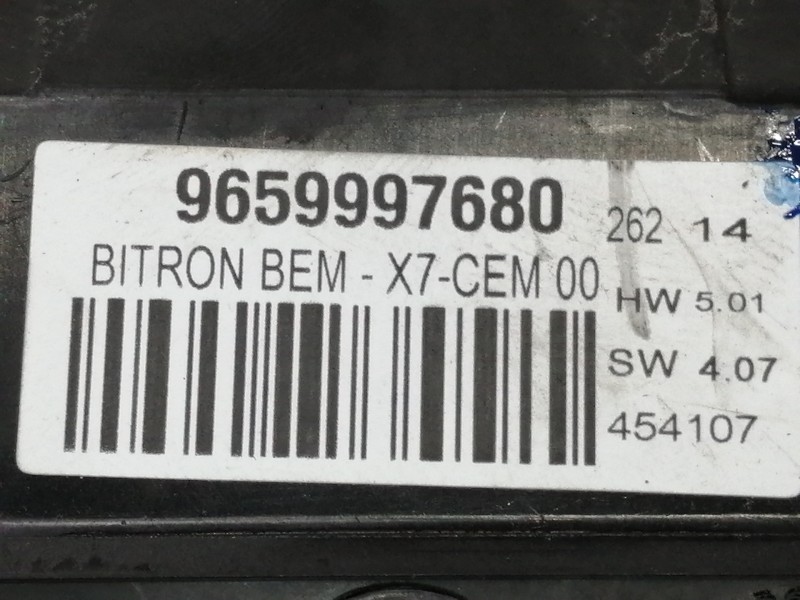 9659997680
262 14
BITRON BEM - X7-CEM 00
HW 5.01
SW 4.07
454107